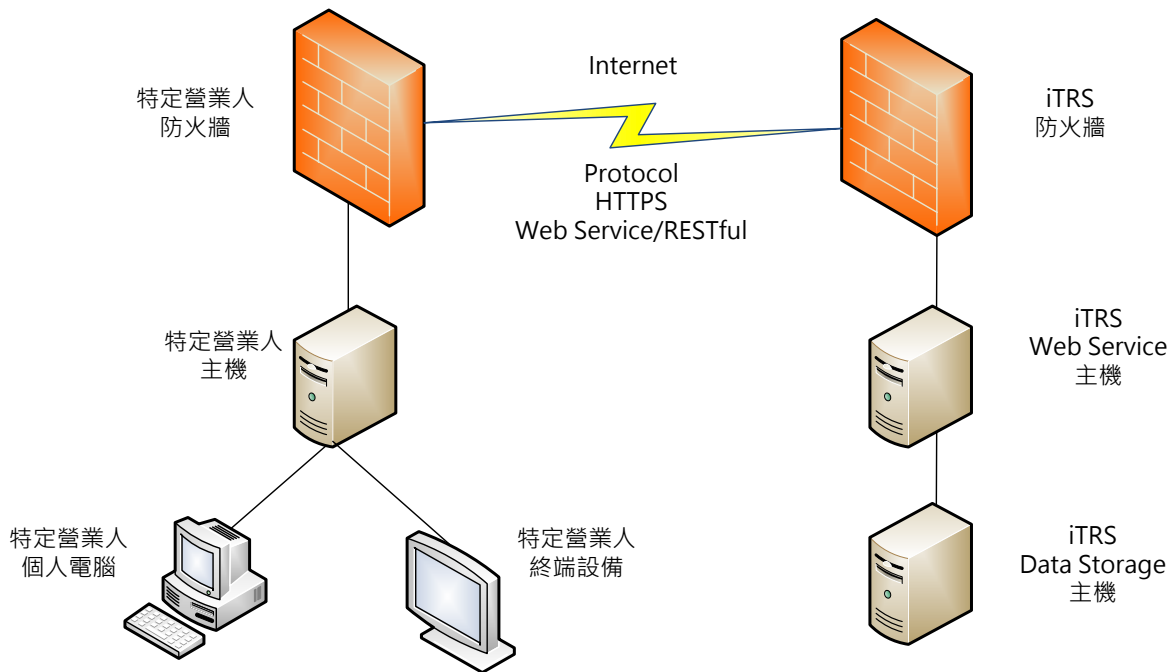 Internet
特定營業人
防火牆
iTRS
防火牆
Protocol
HTTPS
Web Service/RESTful
特定營業人
主機
iTRS
Web Service
主機
特定營業人
個人電腦
特定營業人
終端設備
iTRS
Data Storage
主機